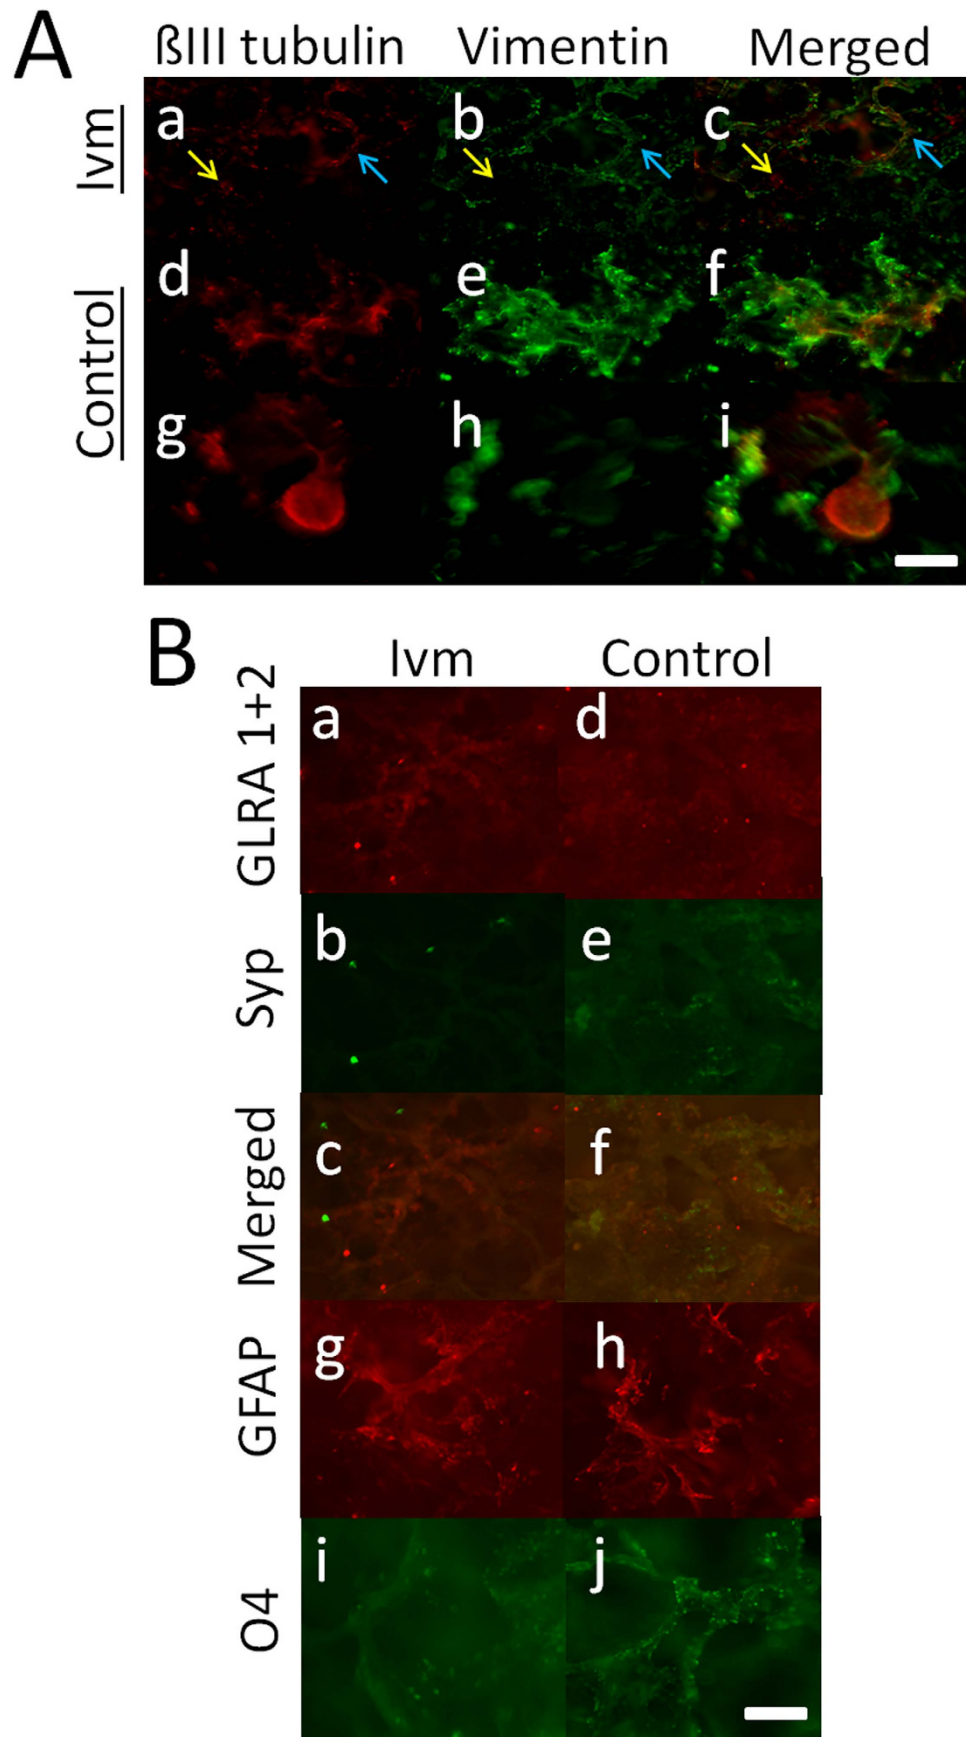 A
ßIII tubulin Vimentin Merged
Ivm
a b c
Control
d e f
g h i
B
Ivm Control
GLRA 1+2
a d
Syp
b e
Merged
c f
GFAP
g h
O4
i j